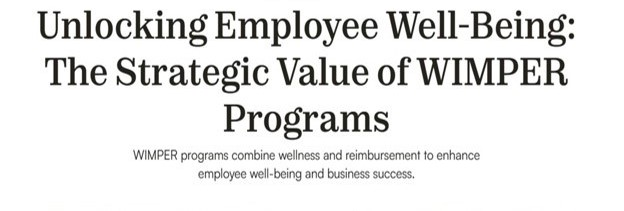 Unlocking Employee Well-Being:
The Strategic Value of WIMPER
Programs
WIMPER programs combine wellness and reimbursement to enhance
employee well-being and business success.